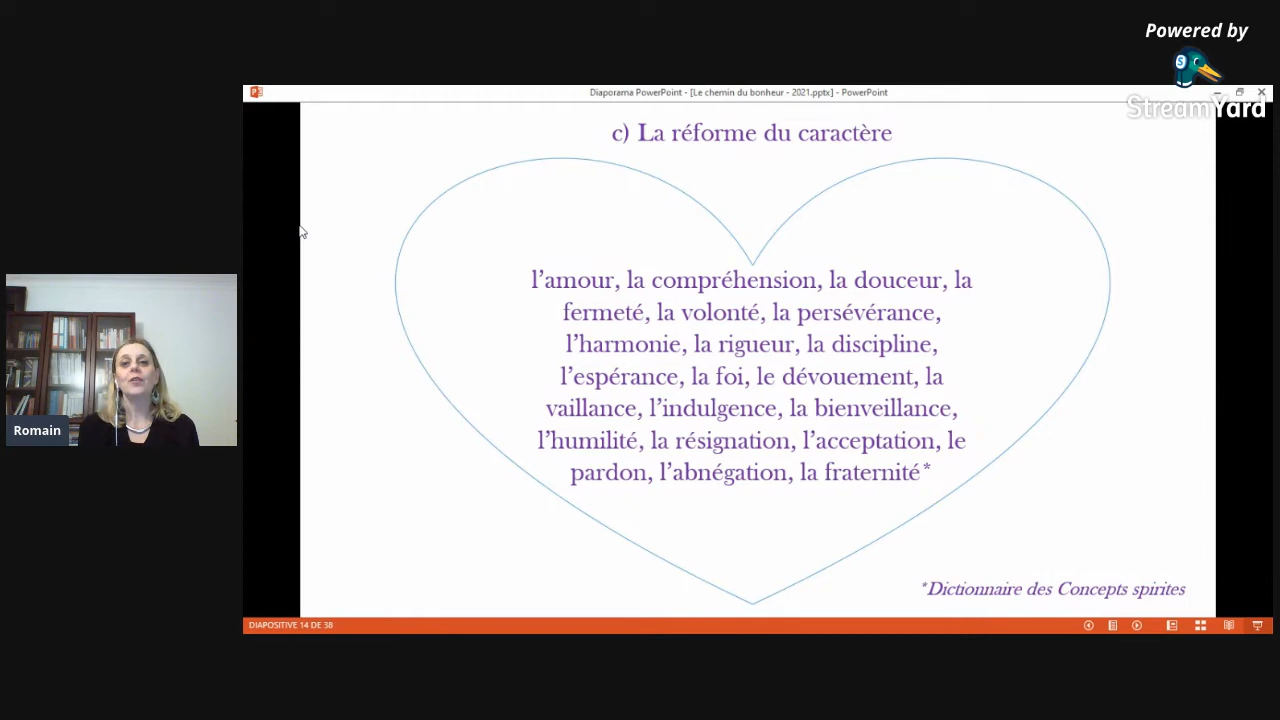 Powered by
StreamYard
Diaporama PowerPoint - [Le chemin du bonheur - 2021.pptx] - PowerPoint
c) La réforme du caractère
l’amour, la compréhension, la douceur, la
fermeté, la volonté, la persévérance,
l’harmonie, la rigueur, la discipline,
l’espérance, la foi, le dévouement, la
vaillance, l’indulgence, la bienveillance,
l’humilité, la résignation, l’acceptation, le
pardon, l’abnégation, la fraternité*
*Dictionnaire des Concepts spirites
Romain
DIAPOSITIVE 14 DE 38